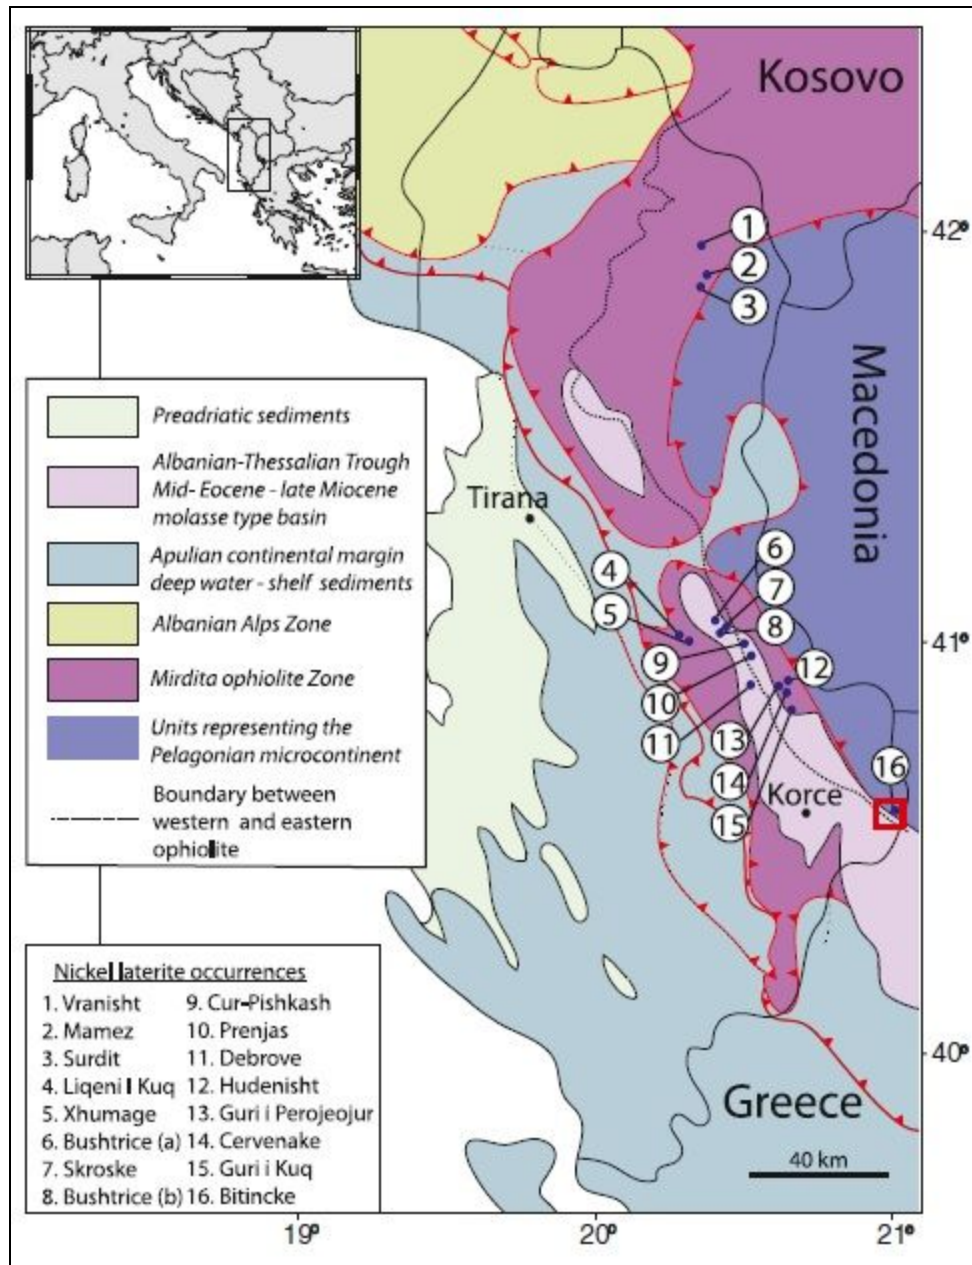 Kosovo
1
42°
2
3
Macedonia
Preadriatic sediments
Albanian-Thessalian Trough
Mid- Eocene - late Miocene
molasse type basin
Tirana
Apulian continental margin
deep water - shelf sediments
Albanian Alps Zone
Mirdita ophiolite Zone
Units representing the
Pelagonian microcontinent
Boundary between
western and eastern
ophiolite
6
4
7
5
8
41°
9
12
10
11
13
16
14
Korce
15
Nickel laterite occurrences
1. Vranisht
2. Mamez
3. Surdit
4. Liqeni I Kuq
5. Xhumage
6. Bushtrice (a)
7. Skroske
8. Bushtrice (b)
9. Cur-Pishkash
10. Prenjas
11. Debrove
12. Hudenisht
13. Guri i Perojeojur
14. Cervenake
15. Guri i Kuq
16. Bitincke
40°
Greece
40 km
19°
20°
21°